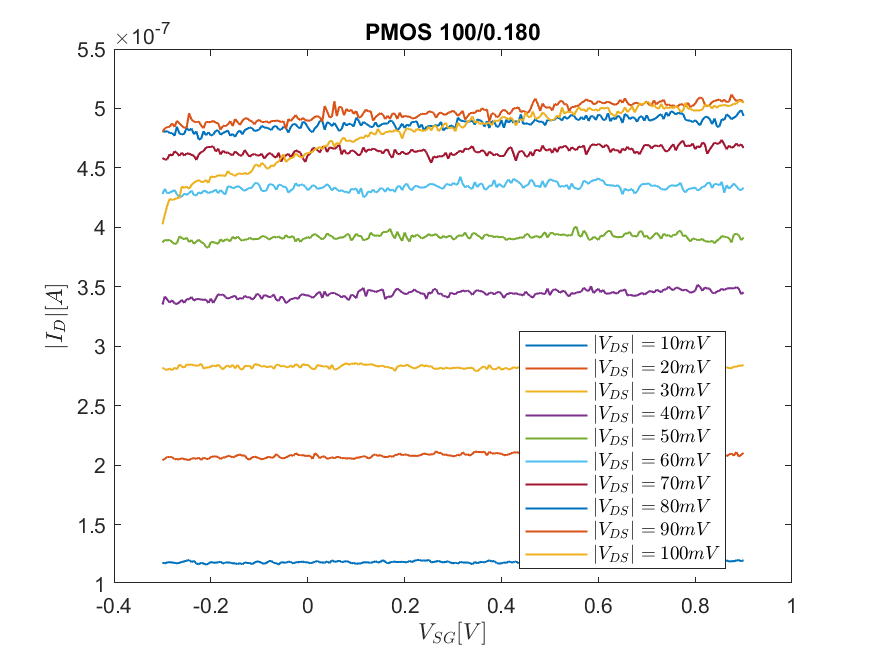 PMOS 100/0.180
×10⁻⁷
5.5
5
4.5
4
3.5
3
2.5
2
1.5
1
|I_D|[A]
|V_DS| = 10mV
|V_DS| = 20mV
|V_DS| = 30mV
|V_DS| = 40mV
|V_DS| = 50mV
|V_DS| = 60mV
|V_DS| = 70mV
|V_DS| = 80mV
|V_DS| = 90mV
|V_DS| = 100mV
-0.4 -0.2 0 0.2 0.4 0.6 0.8 1
V_SG[V]